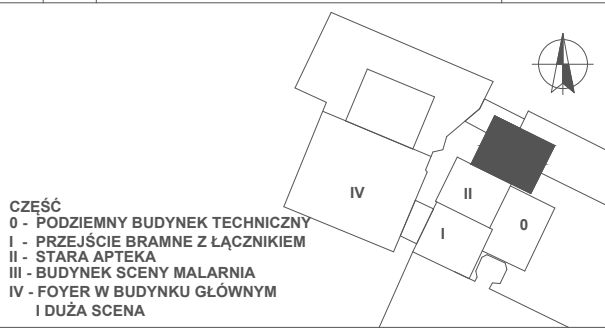 IV
II
I
0
CZĘŚĆ
0 - PODZIEMNY BUDYNEK TECHNICZNY
I - PRZEJŚCIE BRAMNE Z ŁĄCZNIKIEM
II - STARA APTEKA
III - BUDYNEK SCENY MALARNIA
IV - FOYER W BUDYNKU GŁÓWNYM
I DUŻA SCENA